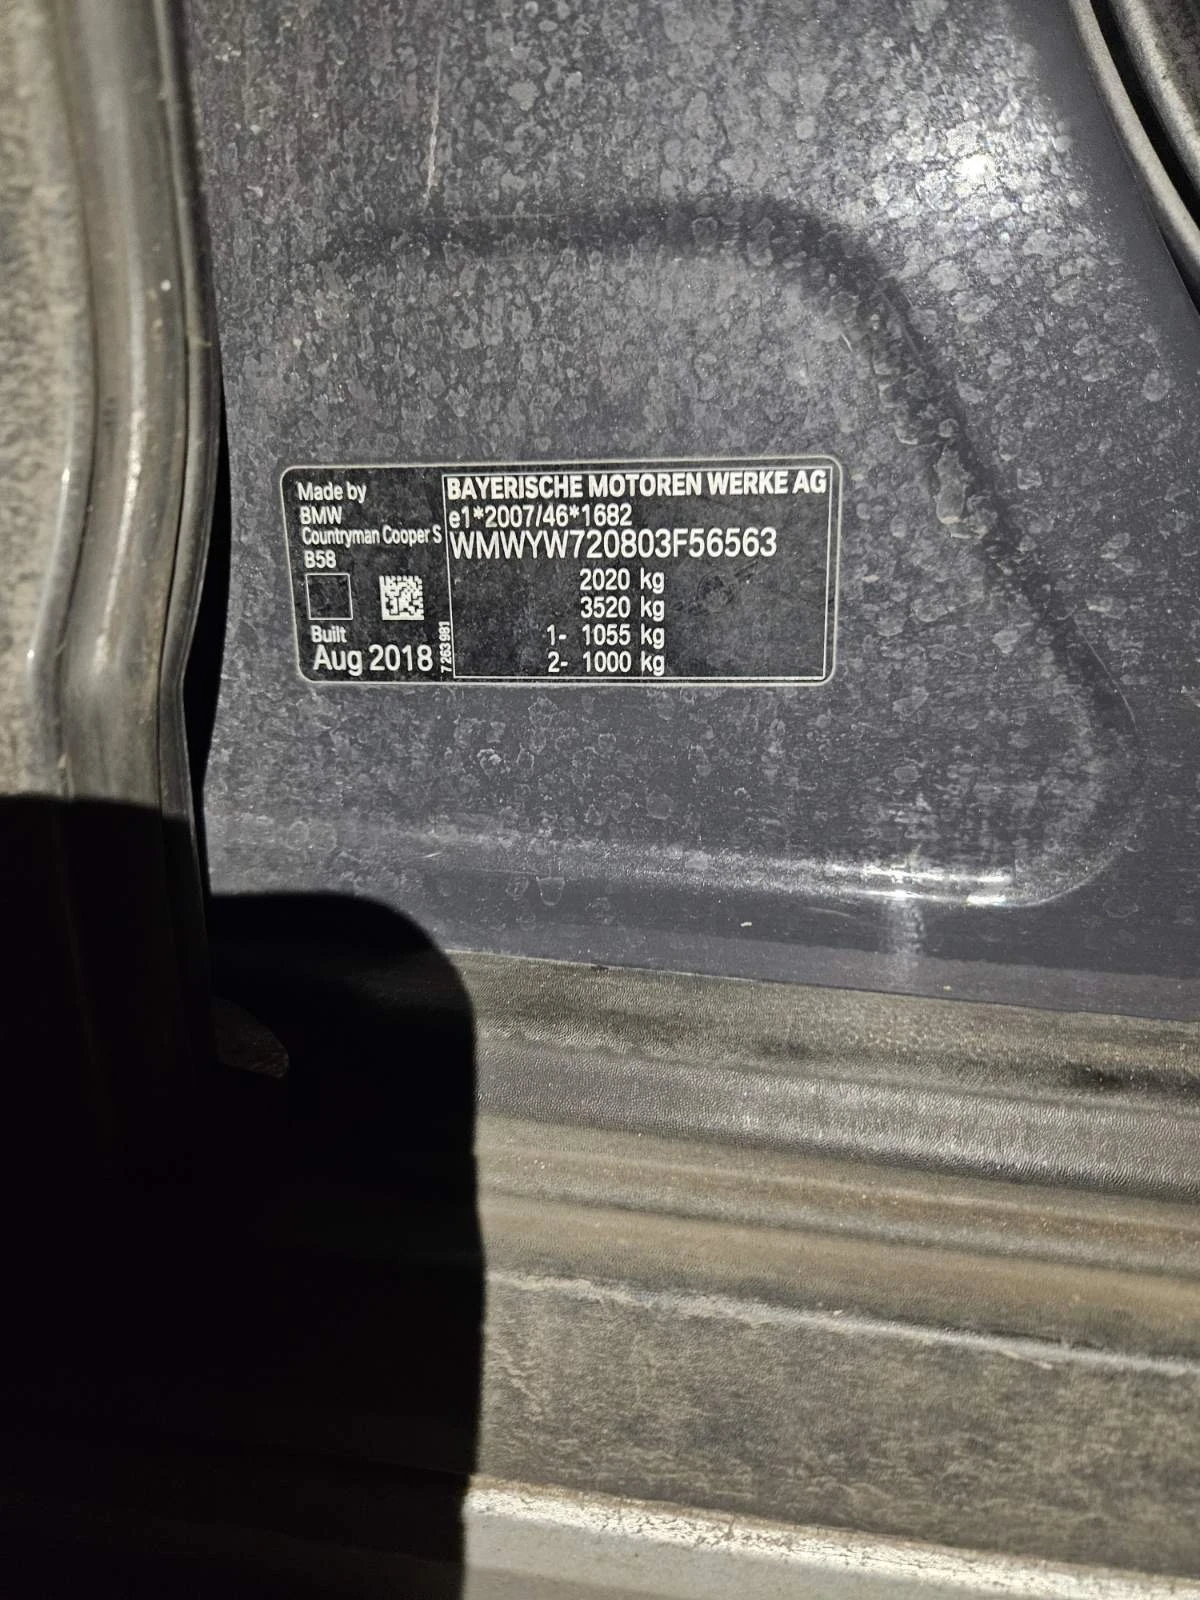 Made by
BMW
Countryman Cooper S
B58
Built
Aug 2018
7 263 981
BAYERISCHE MOTOREN WERKE AG
e1*2007/46*1682
WMWYW720803F56563
2020 kg
3520 kg
1- 1055 kg
2- 1000 kg